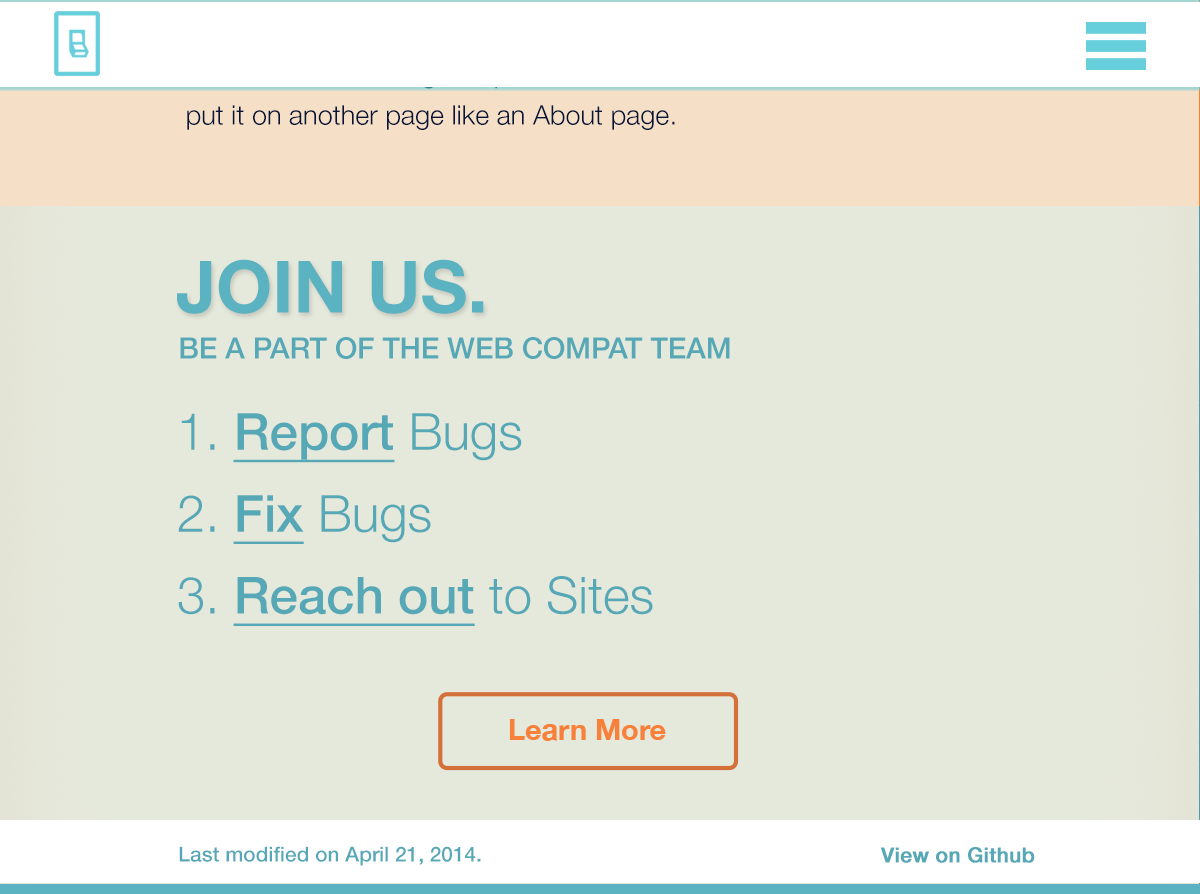 put it on another page like an About page.
JOIN US.
BE A PART OF THE WEB COMPAT TEAM
1. Report Bugs
2. Fix Bugs
3. Reach out to Sites
Learn More
Last modified on April 21, 2014.
View on Github